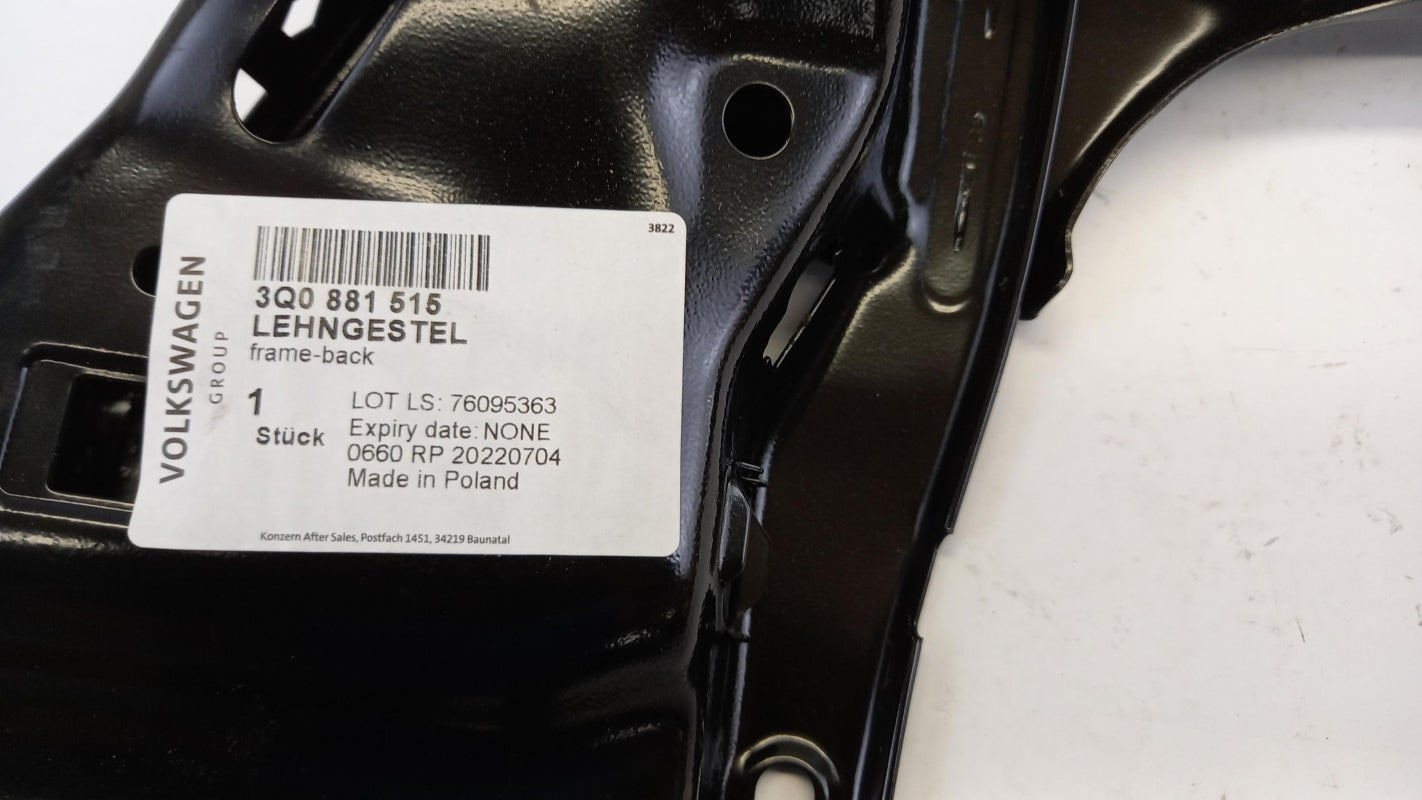 3822
3Q0 881 515
LEHNGESTEL
frame-back
VOLKSWAGEN
GROUP
1
Stück
LOT LS: 76095363
Expiry date: NONE
0660 RP 20220704
Made in Poland
Konzern After Sales, Postfach 1451, 34219 Baunatal